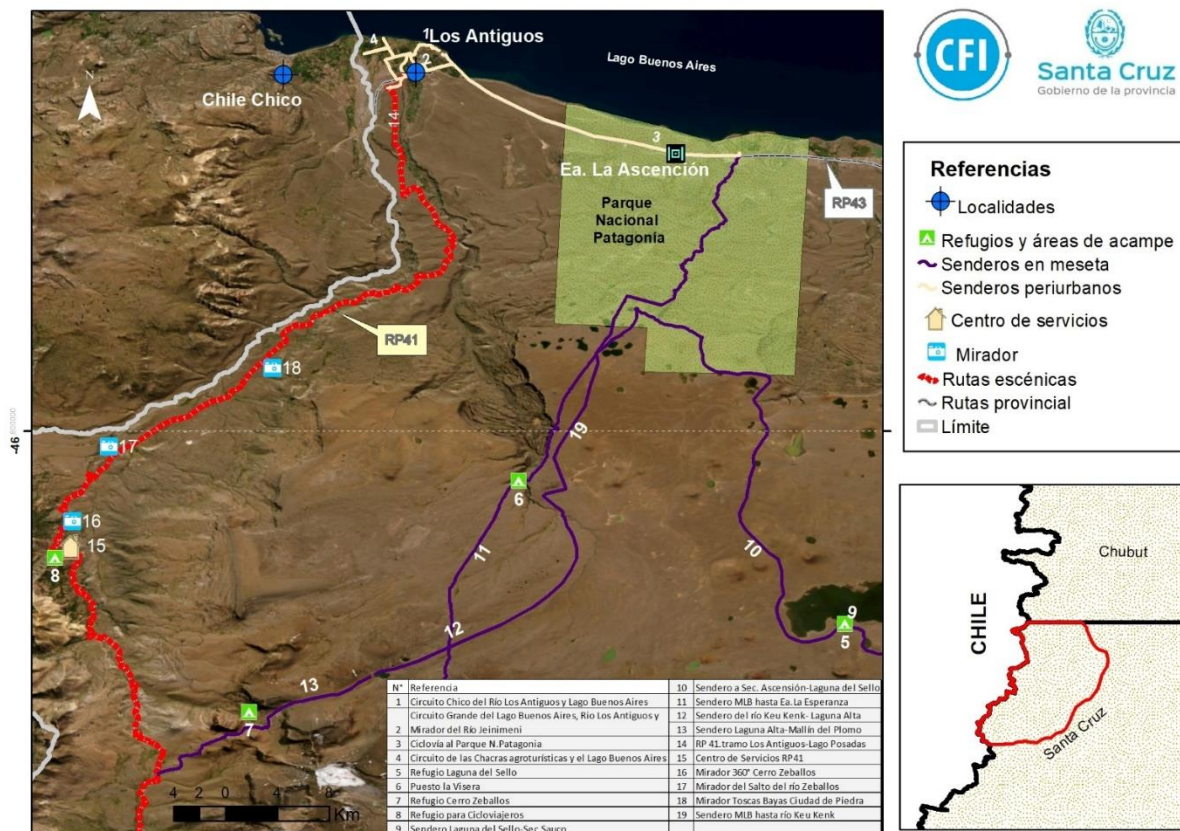 1 Los Antiguos
4
2
Lago Buenos Aires
N
Chile Chico
14
3
Ea. La Ascención
RP43
Parque
Nacional
Patagonía
RP41
18
17
-46
19
6
16
15
8
11
10
9
5
12
13
7
4 2 0 4 8
Km
N° Referencia
1 Circuito Chico del Río Los Antiguos y Lago Buenos Aires
Circuito Grande del Lago Buenos Aires, Río Los Antiguos y
2 Mirador del Río Jeinimeni
3 Ciclovía al Parque N.Patagonia
4 Circuito de las Chacras agroturísticas y el Lago Buenos Aires
5 Refugio Laguna del Sello
6 Puesto la Visera
7 Refugio Cerro Zeballos
8 Refugio para Cicloviajeros
9 Sendero Laguna del Sello-Sec Sauco
10 Sendero a Sec. Ascensión-Laguna del Sello
11 Sendero MLB hasta Ea.La Esperanza
12 Sendero del río Keu Kenk- Laguna Alta
13 Sendero Laguna Alta-Mallín del Plomo
14 RP 41.tramo Los Antiguos-Lago Posadas
15 Centro de Servicios RP41
16 Mirador 360° Cerro Zeballos
17 Mirador del Salto del río Zeballos
18 Mirador Toscas Bayas Ciudad de Piedra
19 Sendero MLB hasta río Keu Kenk
CFI
Santa Cruz
Gobierno de la provincia
Referencias
Localidades
Refugios y áreas de acampe
Senderos en meseta
Senderos periurbanos
Centro de servicios
Mirador
Rutas escénicas
Rutas provincial
Límite
Chubut
CHILE
Santa Cruz